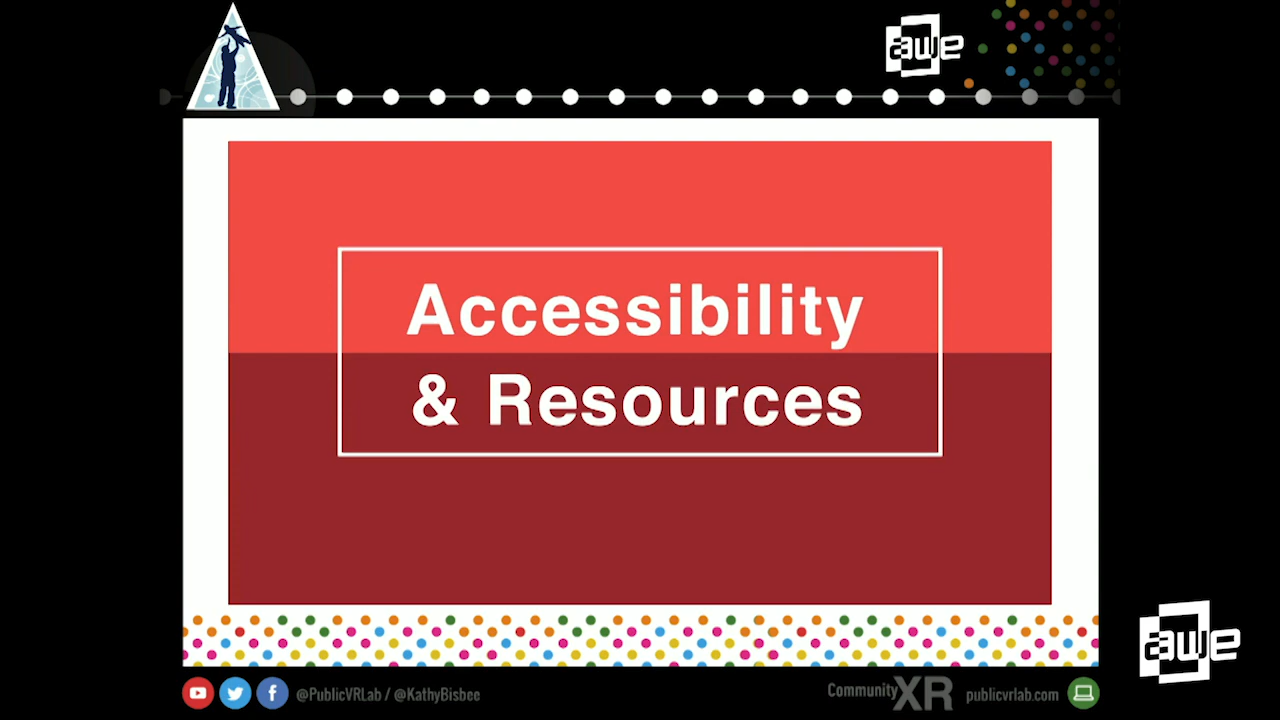 awe
Accessibility
& Resources
awe
@PublicVRLab / @KathyBisbee
CommunityXR
publicvrlab.com